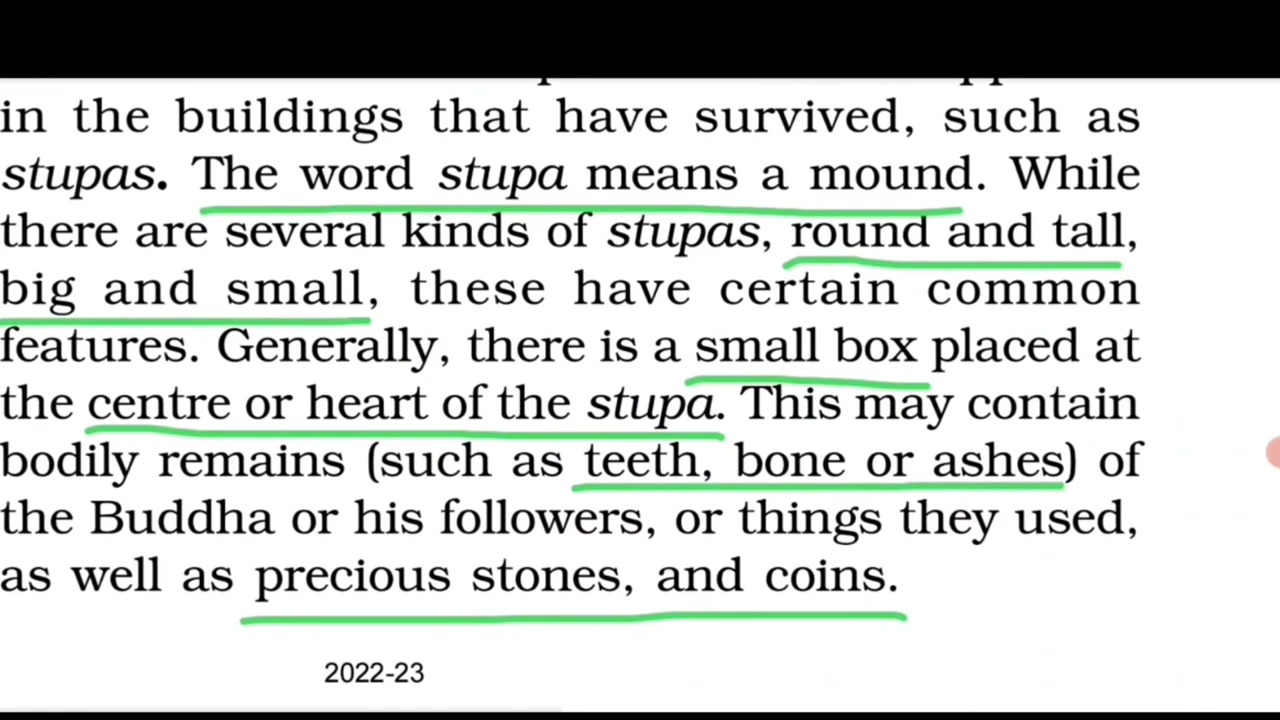 in the buildings that have survived, such as
stupas. The word stupa means a mound. While
there are several kinds of stupas, round and tall,
big and small, these have certain common
features. Generally, there is a small box placed at
the centre or heart of the stupa. This may contain
bodily remains (such as teeth, bone or ashes) of
the Buddha or his followers, or things they used,
as well as precious stones, and coins.
2022-23